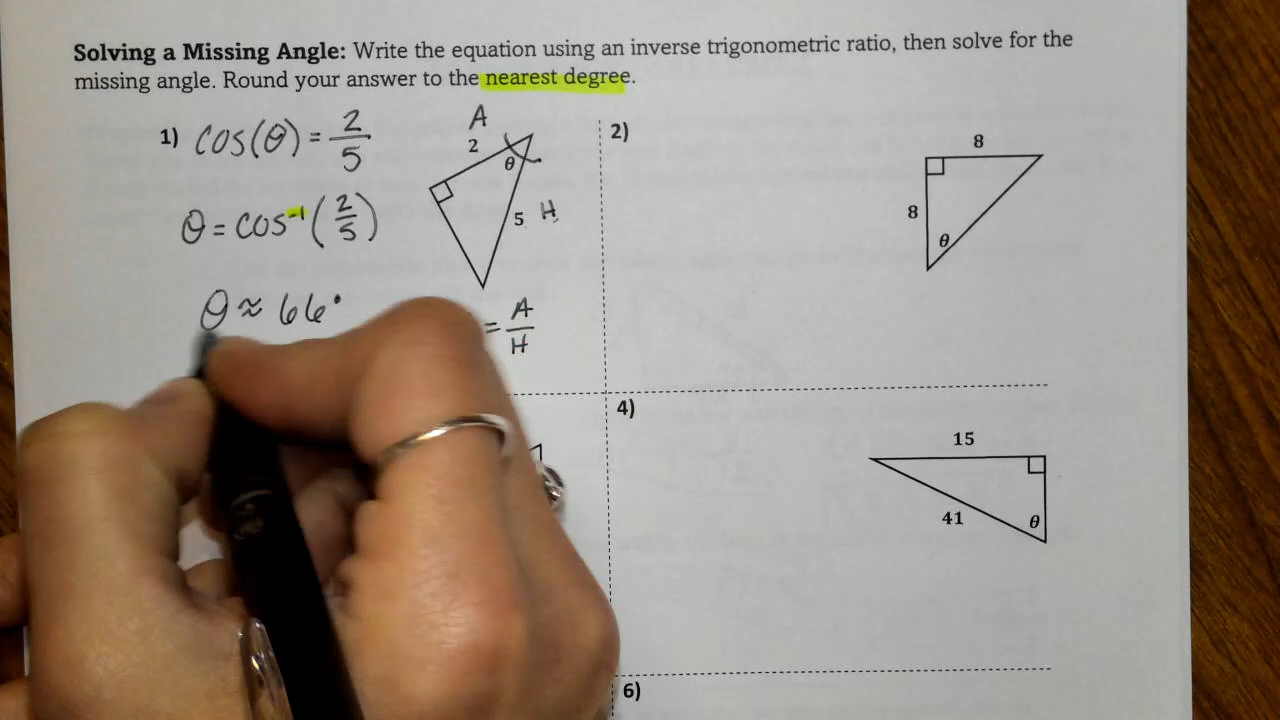 Solving a Missing Angle: Write the equation using an inverse trigonometric ratio, then solve for the
missing angle. Round your answer to the nearest degree.
1) cos(θ) = 2/5
θ = cos⁻¹(2/5)
θ ≈ 66°
A
2
θ
5 H
= A/H
2)
8
8
θ
4)
15
41
θ
6)